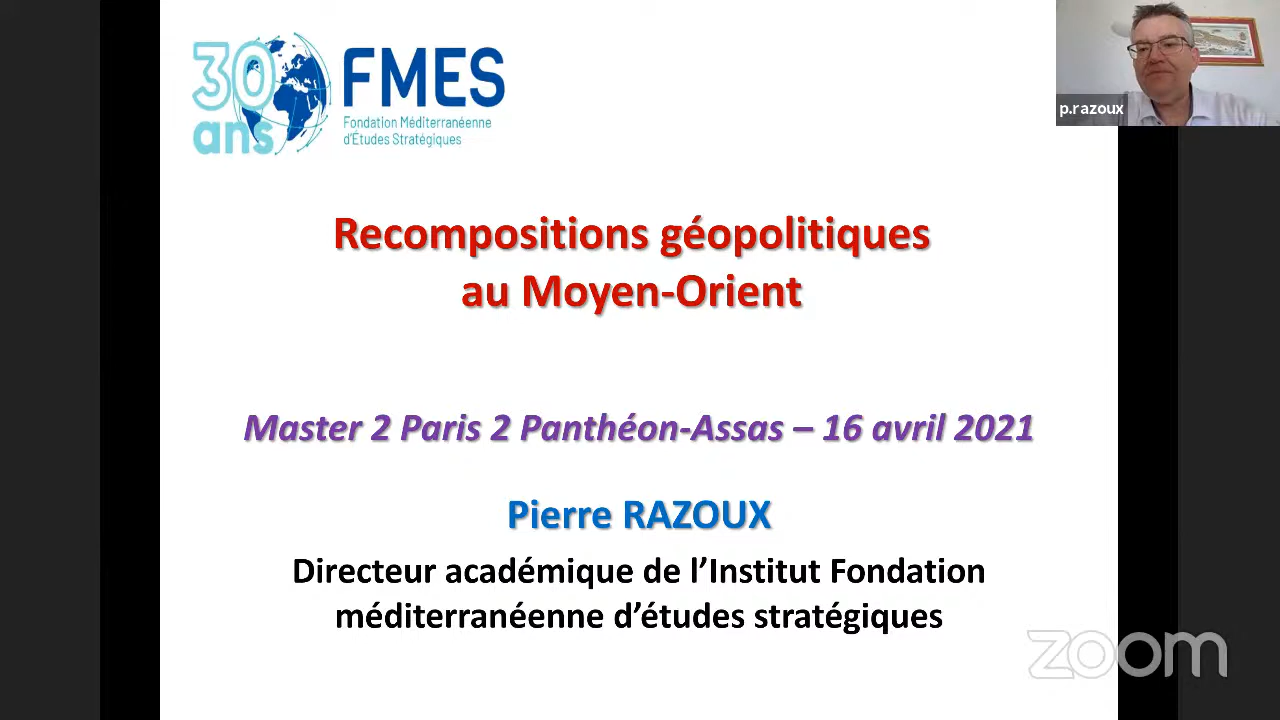 30
ans
FMES
Fondation Méditerranéenne
d'Études Stratégiques
p.razoux
Recompositions géopolitiques
au Moyen-Orient
Master 2 Paris 2 Panthéon-Assas – 16 avril 2021
Pierre RAZOUX
Directeur académique de l’Institut Fondation
méditerranéenne d’études stratégiques
zoom